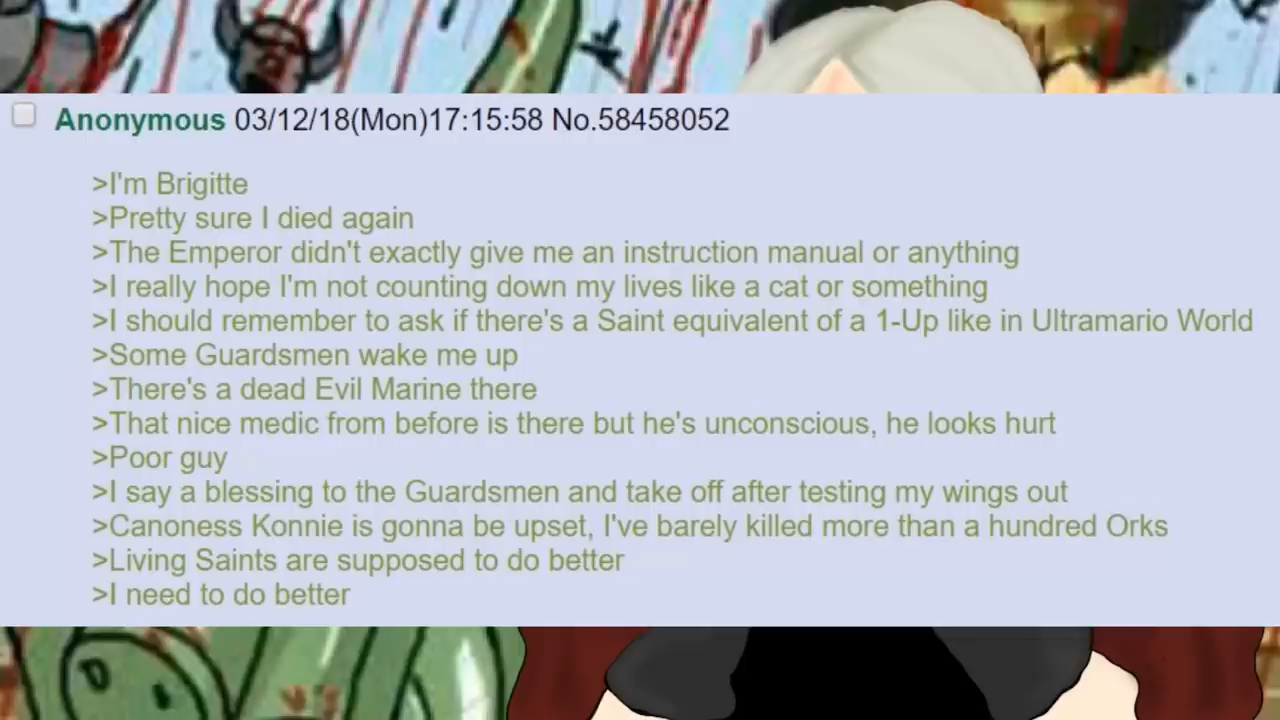 Anonymous 03/12/18(Mon)17:15:58 No.58458052
>I'm Brigitte
>Pretty sure I died again
>The Emperor didn't exactly give me an instruction manual or anything
>I really hope I'm not counting down my lives like a cat or something
>I should remember to ask if there's a Saint equivalent of a 1-Up like in Ultramario World
>Some Guardsmen wake me up
>There's a dead Evil Marine there
>That nice medic from before is there but he's unconscious, he looks hurt
>Poor guy
>I say a blessing to the Guardsmen and take off after testing my wings out
>Canoness Konnie is gonna be upset, I've barely killed more than a hundred Orks
>Living Saints are supposed to do better
>I need to do better